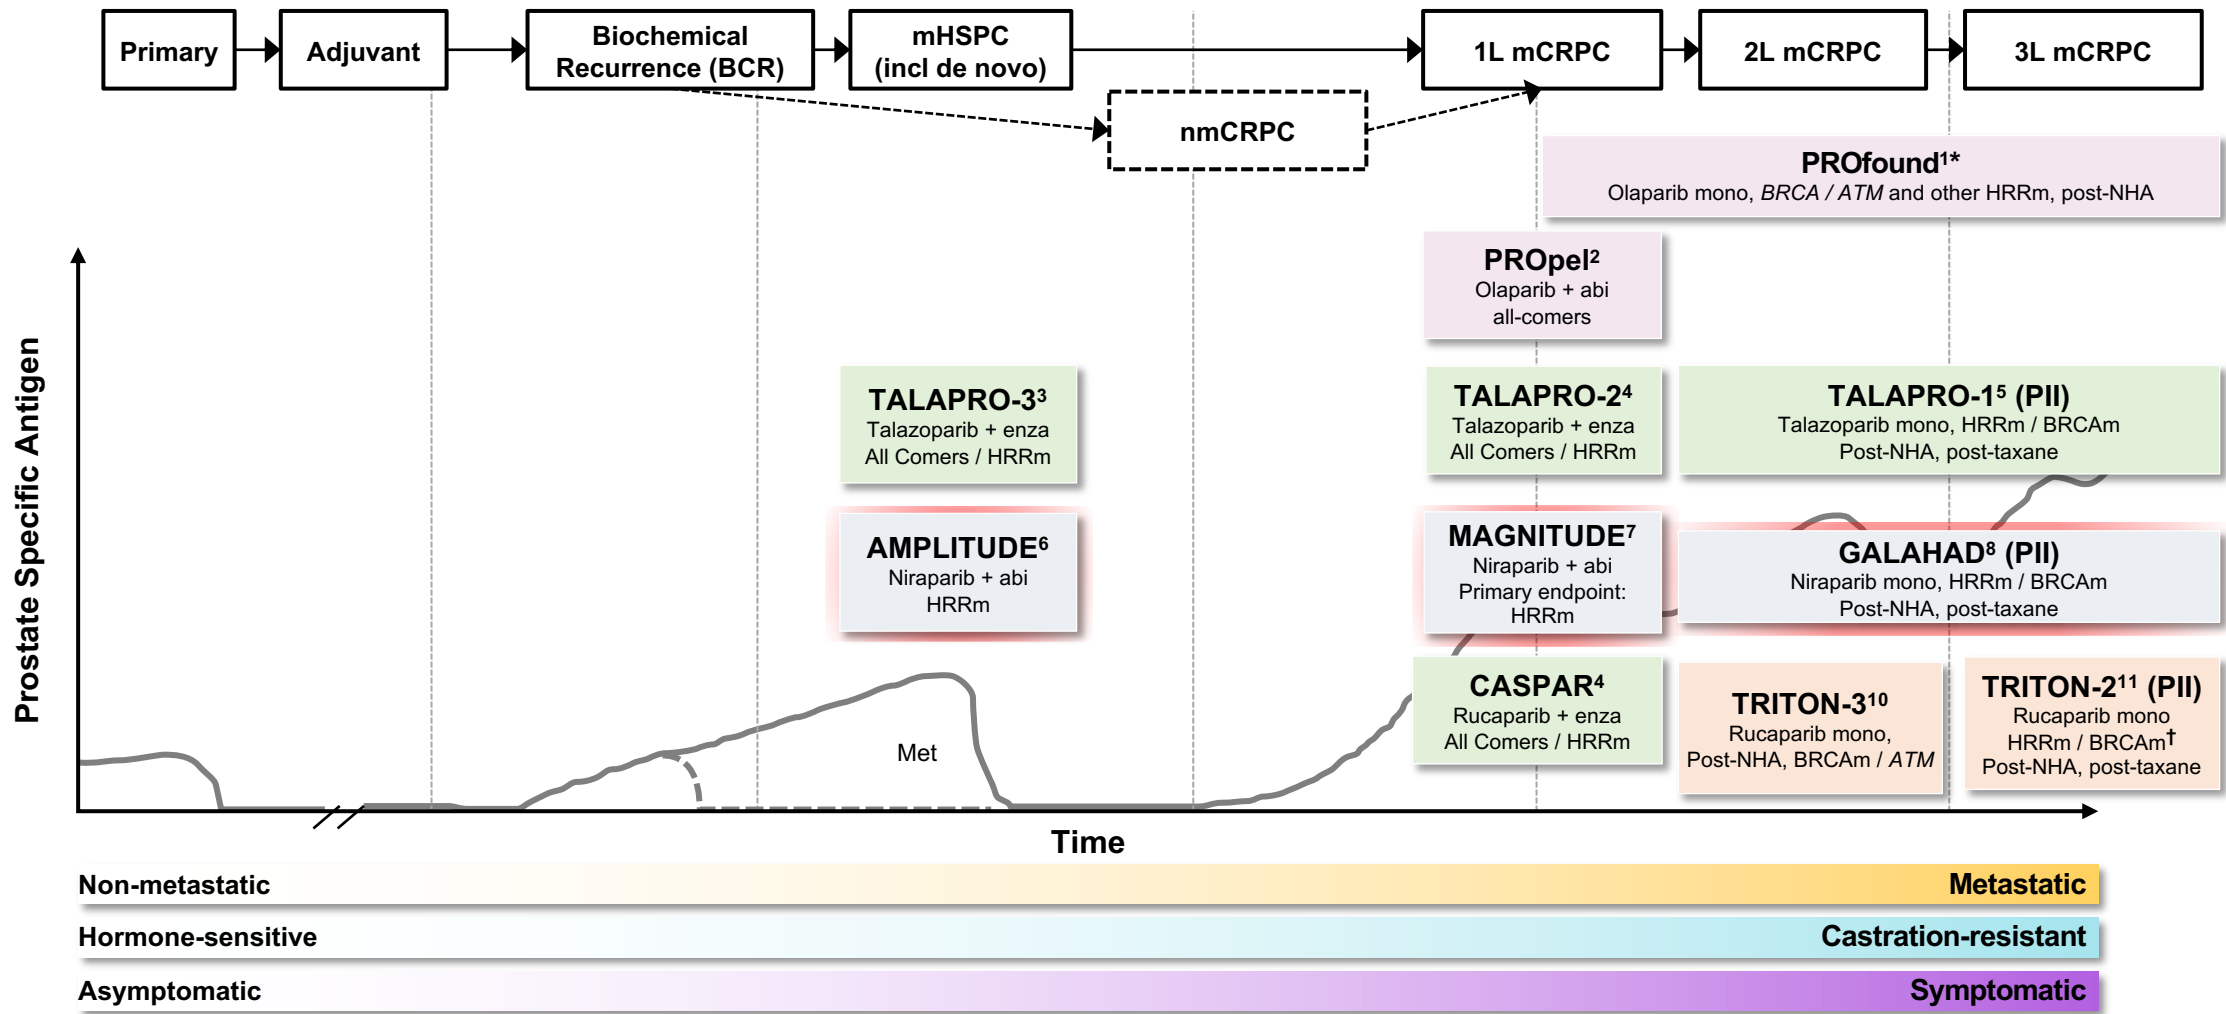 Primary
Adjuvant
Biochemical
Recurrence (BCR)
mHSPC
(incl de novo)
1L mCRPC
2L mCRPC
3L mCRPC
nmCRPC
PROfound¹*
Olaparib mono, BRCA / ATM and other HRRm, post-NHA
PROpel²
Olaparib + abi
all-comers
TALAPRO-3³
Talazoparib + enza
All Comers / HRRm
TALAPRO-2⁴
Talazoparib + enza
All Comers / HRRm
TALAPRO-1⁵ (PII)
Talazoparib mono, HRRm / BRCAm
Post-NHA, post-taxane
AMPLITUDE⁶
Niraparib + abi
HRRm
MAGNITUDE⁷
Niraparib + abi
Primary endpoint:
HRRm
GALAHAD⁸ (PII)
Niraparib mono, HRRm / BRCAm
Post-NHA, post-taxane
CASPAR⁴
Rucaparib + enza
All Comers / HRRm
TRITON-3¹⁰
Rucaparib mono,
Post-NHA, BRCAm / ATM
TRITON-2¹¹ (PII)
Rucaparib mono
HRRm / BRCAm†
Post-NHA, post-taxane
Met
Prostate Specific Antigen
Time
Non-metastatic
Metastatic
Hormone-sensitive
Castration-resistant
Asymptomatic
Symptomatic